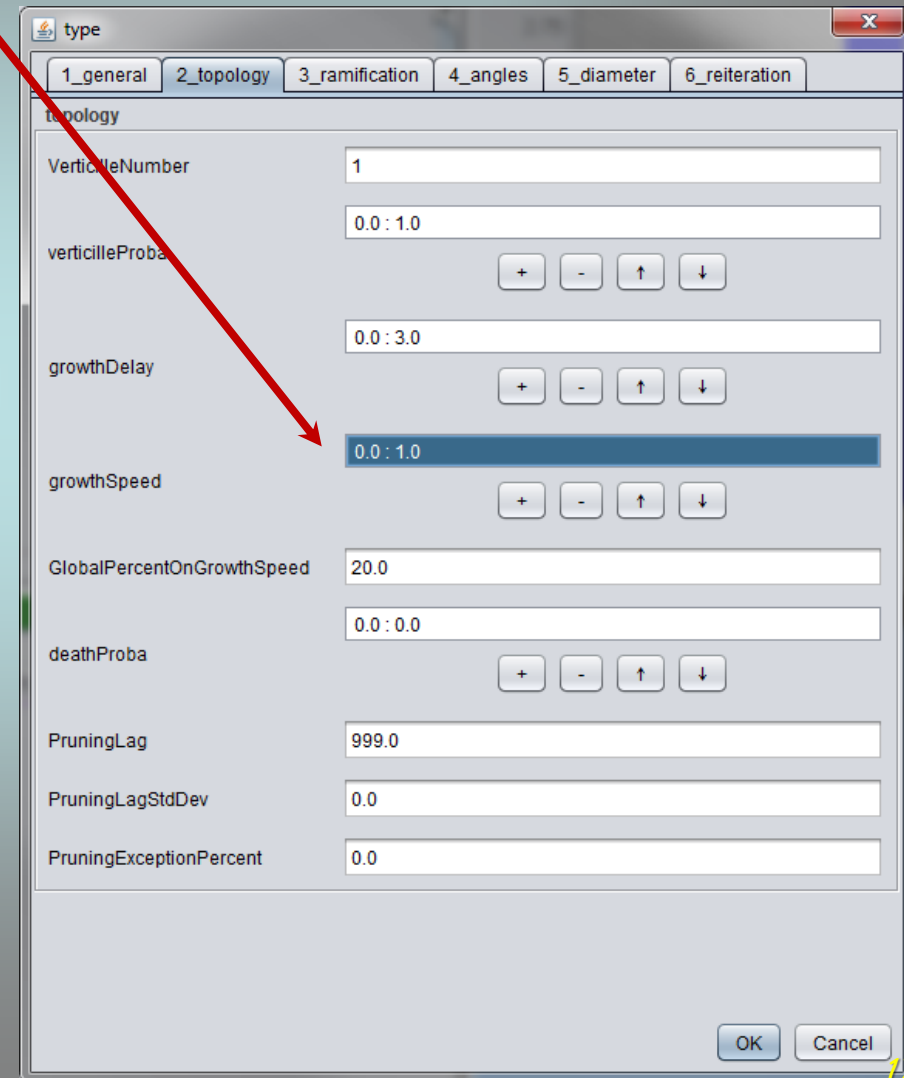 type
1_general 2_topology 3_ramification 4_angles 5_diameter 6_reiteration
topology
VerticilleNumber 1
0.0 : 1.0
verticilleProba
+ - ↑ ↓
0.0 : 3.0
growthDelay
+ - ↑ ↓
0.0 : 1.0
growthSpeed
+ - ↑ ↓
GlobalPercentOnGrowthSpeed 20.0
0.0 : 0.0
deathProba
+ - ↑ ↓
PruningLag 999.0
PruningLagStdDev 0.0
PruningExceptionPercent 0.0
OK Cancel